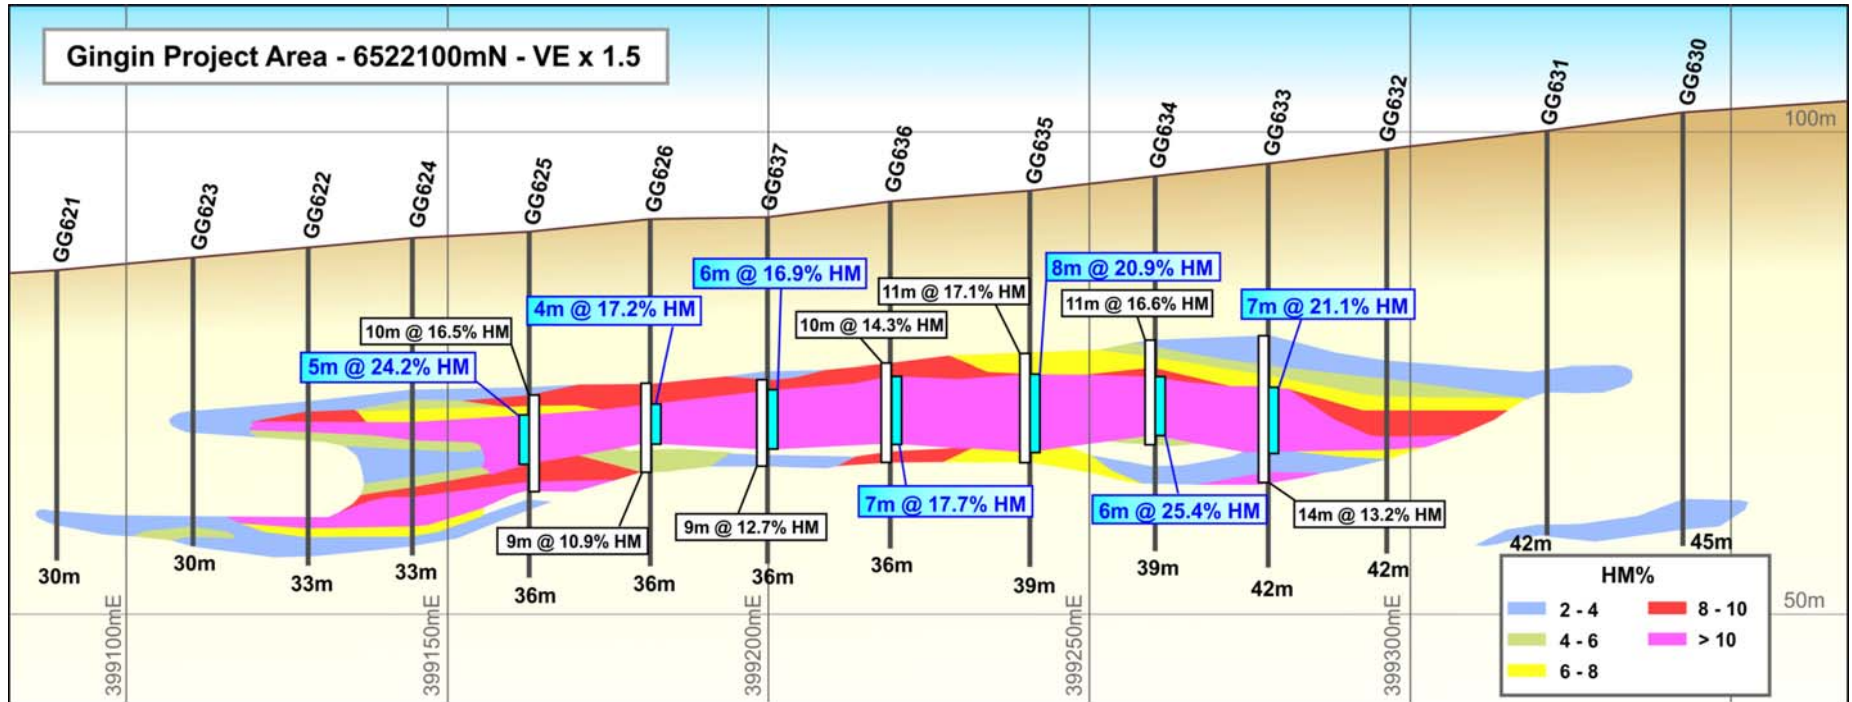 Gingin Project Area - 6522100mN - VE x 1.5
GG621
GG623
GG622
GG624
GG625
GG626
GG637
GG636
GG635
GG634
GG633
GG632
GG631
GG630
100m
6m @ 16.9% HM
8m @ 20.9% HM
11m @ 17.1% HM
11m @ 16.6% HM
7m @ 21.1% HM
4m @ 17.2% HM
10m @ 16.5% HM
10m @ 14.3% HM
5m @ 24.2% HM
7m @ 17.7% HM
6m @ 25.4% HM
14m @ 13.2% HM
9m @ 12.7% HM
9m @ 10.9% HM
30m
30m
33m
33m
36m
36m
36m
36m
39m
39m
42m
42m
42m
45m
50m
399100mE
399150mE
399200mE
399250mE
399300mE
HM%
2 - 4
4 - 6
6 - 8
8 - 10
> 10